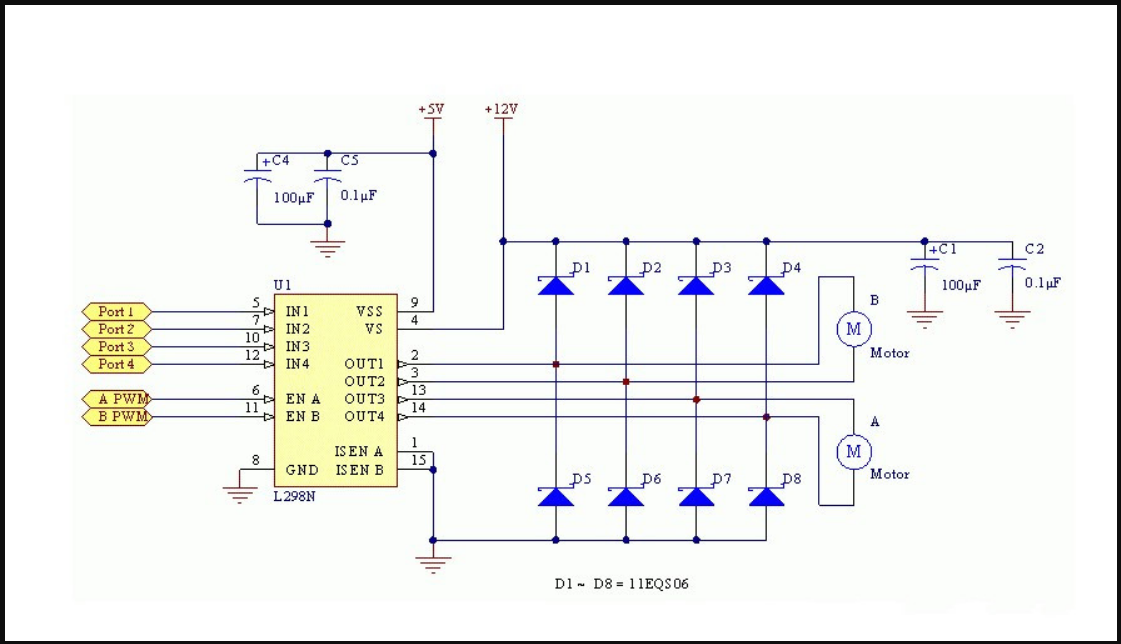 +5V +12V
+ C4 C5
100µF 0.1µF
+ C1 C2
100µF 0.1µF
D1 D2 D3 D4
U1
Port 1 5 IN1 VSS 9
Port 2 7 IN2 VS 4
Port 3 10 IN3
Port 4 12 IN4 OUT1 2
OUT2 3
A PWM 6 EN A OUT3 13
B PWM 11 EN B OUT4 14
ISEN A 1
8 GND ISEN B 15
L298N
B
M
Motor
A
M
Motor
D5 D6 D7 D8
D1 ~ D8 = 11EQS06